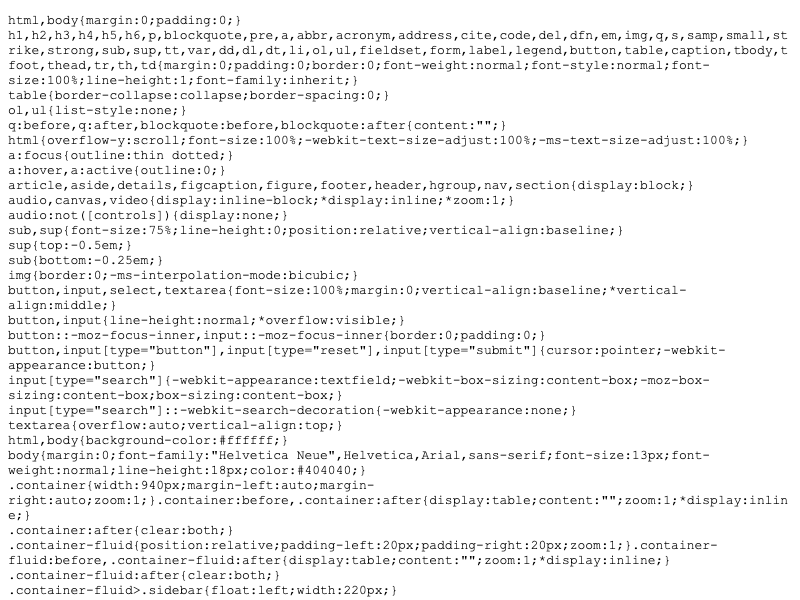 html,body{margin:0;padding:0;}
h1,h2,h3,h4,h5,h6,p,blockquote,pre,a,abbr,acronym,address,cite,code,del,dfn,em,img,q,s,samp,small,st
rike,strong,sub,sup,tt,var,dd,dl,dt,li,ol,ul,fieldset,form,label,legend,button,table,caption,tbody,t
foot,thead,tr,th,td{margin:0;padding:0;border:0;font-weight:normal;font-style:normal;font-
size:100%;line-height:1;font-family:inherit;}
table{border-collapse:collapse;border-spacing:0;}
ol,ul{list-style:none;}
q:before,q:after,blockquote:before,blockquote:after{content:"";}
html{overflow-y:scroll;font-size:100%;-webkit-text-size-adjust:100%;-ms-text-size-adjust:100%;}
a:focus{outline:thin dotted;}
a:hover,a:active{outline:0;}
article,aside,details,figcaption,figure,footer,header,hgroup,nav,section{display:block;}
audio,canvas,video{display:inline-block;*display:inline;*zoom:1;}
audio:not([controls]){display:none;}
sub,sup{font-size:75%;line-height:0;position:relative;vertical-align:baseline;}
sup{top:-0.5em;}
sub{bottom:-0.25em;}
img{border:0;-ms-interpolation-mode:bicubic;}
button,input,select,textarea{font-size:100%;margin:0;vertical-align:baseline;*vertical-
align:middle;}
button,input{line-height:normal;*overflow:visible;}
button::-moz-focus-inner,input::-moz-focus-inner{border:0;padding:0;}
button,input[type="button"],input[type="reset"],input[type="submit"]{cursor:pointer;-webkit-
appearance:button;}
input[type="search"]{-webkit-appearance:textfield;-webkit-box-sizing:content-box;-moz-box-
sizing:content-box;box-sizing:content-box;}
input[type="search"]::-webkit-search-decoration{-webkit-appearance:none;}
textarea{overflow:auto;vertical-align:top;}
html,body{background-color:#ffffff;}
body{margin:0;font-family:"Helvetica Neue",Helvetica,Arial,sans-serif;font-size:13px;font-
weight:normal;line-height:18px;color:#404040;}
.container{width:940px;margin-left:auto;margin-
right:auto;zoom:1;}.container:before,.container:after{display:table;content:"";zoom:1;*display:inlin
e;}
.container:after{clear:both;}
.container-fluid{position:relative;padding-left:20px;padding-right:20px;zoom:1;}.container-
fluid:before,.container-fluid:after{display:table;content:"";zoom:1;*display:inline;}
.container-fluid:after{clear:both;}
.container-fluid>.sidebar{float:left;width:220px;}